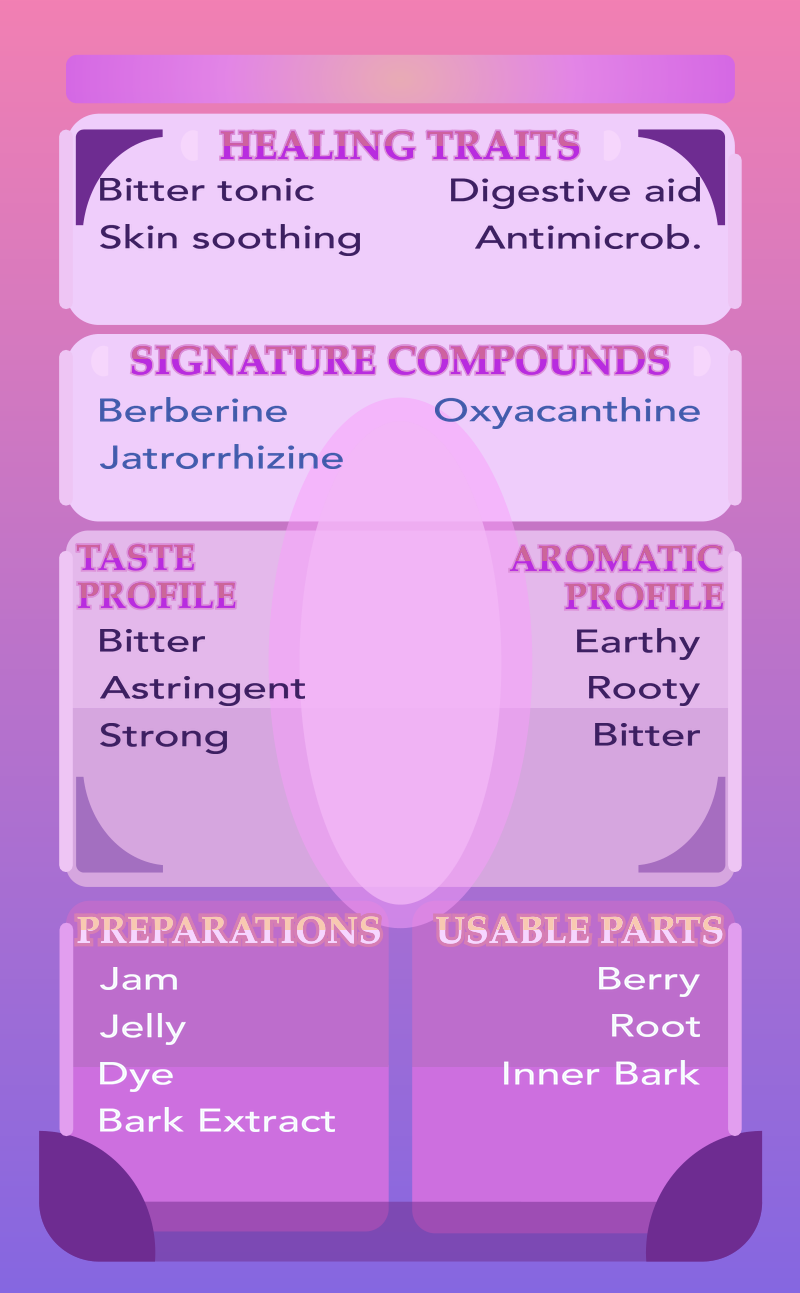 HEALING TRAITS
Bitter tonic Digestive aid
Skin soothing Antimicrob.
SIGNATURE COMPOUNDS
Berberine Oxyacanthine
Jatrorrhizine
TASTE
PROFILE
Bitter
Astringent
Strong
AROMATIC
PROFILE
Earthy
Rooty
Bitter
PREPARATIONS
Jam
Jelly
Dye
Bark Extract
USABLE PARTS
Berry
Root
Inner Bark